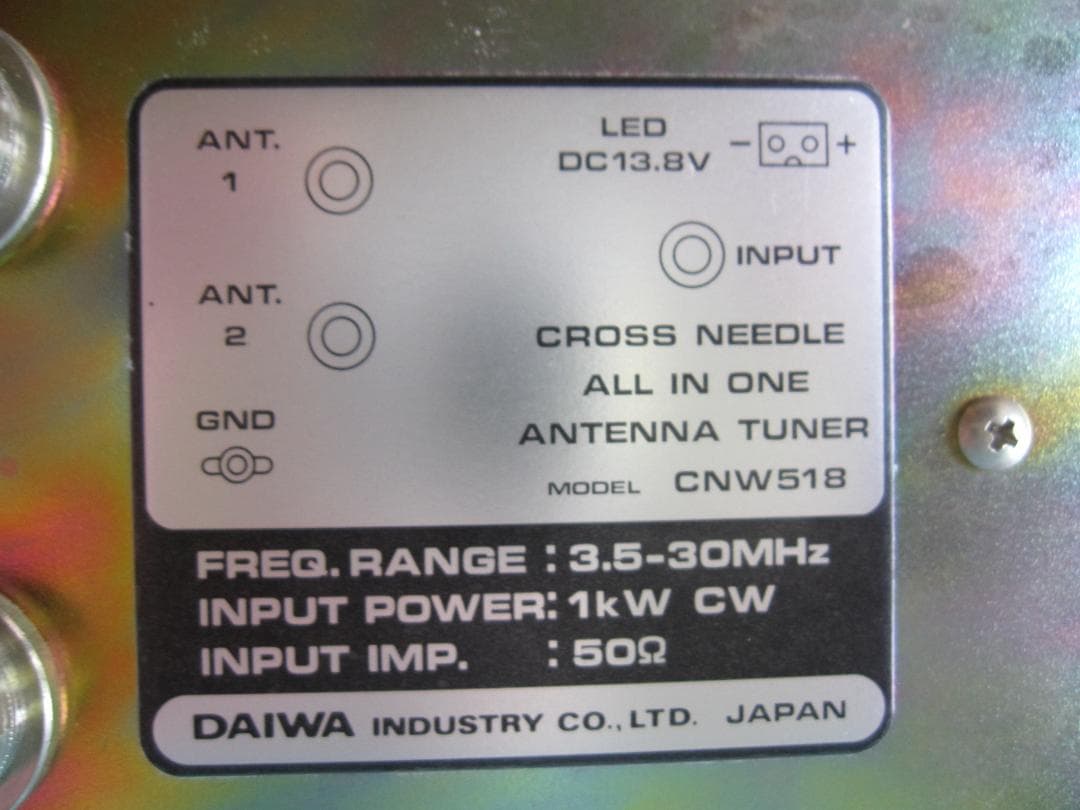 ANT.
1
LED
DC13.8V
- +
INPUT
ANT.
2
CROSS NEEDLE
ALL IN ONE
ANTENNA TUNER
GND
MODEL CNW518
FREQ. RANGE : 3.5-30MHz
INPUT POWER: 1kW CW
INPUT IMP. : 50Ω
DAIWA INDUSTRY CO., LTD. JAPAN